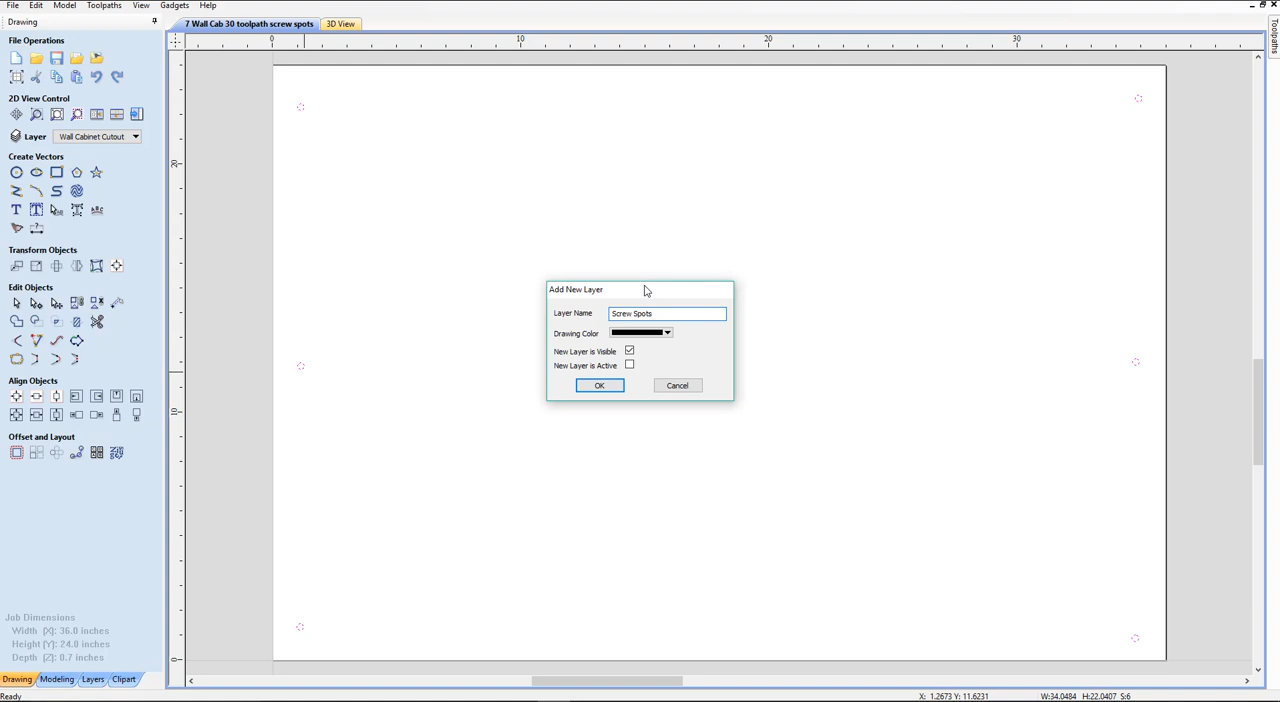 File Edit Model Toolpaths View Gadgets Help
Drawing
7 Wall Cab 30 toolpath screw spots
3D View
Toolpaths
0 10 20 30
20
10
0
File Operations
2D View Control
Layer Wall Cabinet Cutout
Create Vectors
Transform Objects
Edit Objects
Align Objects
Offset and Layout
Add New Layer
Layer Name Screw Spots
Drawing Color
New Layer is Visible
New Layer is Active
OK Cancel
Job Dimensions
Width (X): 36.0 inches
Height (Y): 24.0 inches
Depth (Z): 0.7 inches
Drawing Modeling Layers Clipart
Ready
X: 1.2673 Y: 11.6231
W:34.0484 H:22.0407 S:6